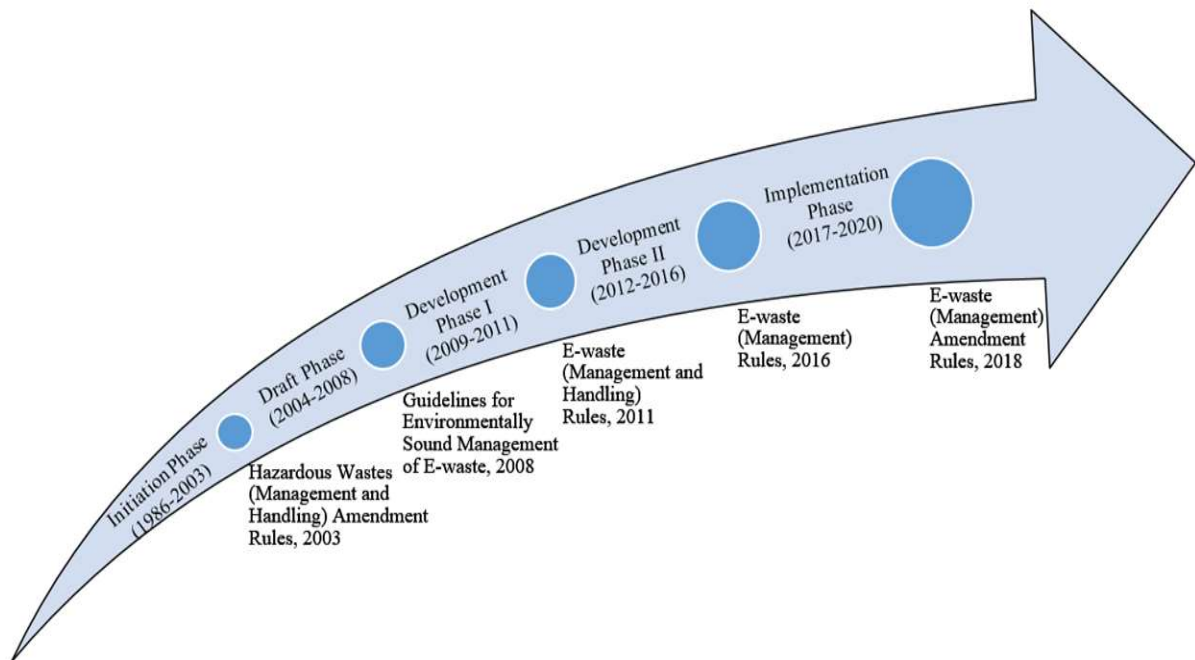 Initiation Phase
(1986-2003)
Hazardous Wastes
(Management and
Handling) Amendment
Rules, 2003
Draft Phase
(2004-2008)
Guidelines for
Environmentally
Sound Management
of E-waste, 2008
Development
Phase I
(2009-2011)
E-waste
(Management and
Handling)
Rules, 2011
Development
Phase II
(2012-2016)
E-waste
(Management)
Rules, 2016
Implementation
Phase
(2017-2020)
E-waste
(Management)
Amendment
Rules, 2018